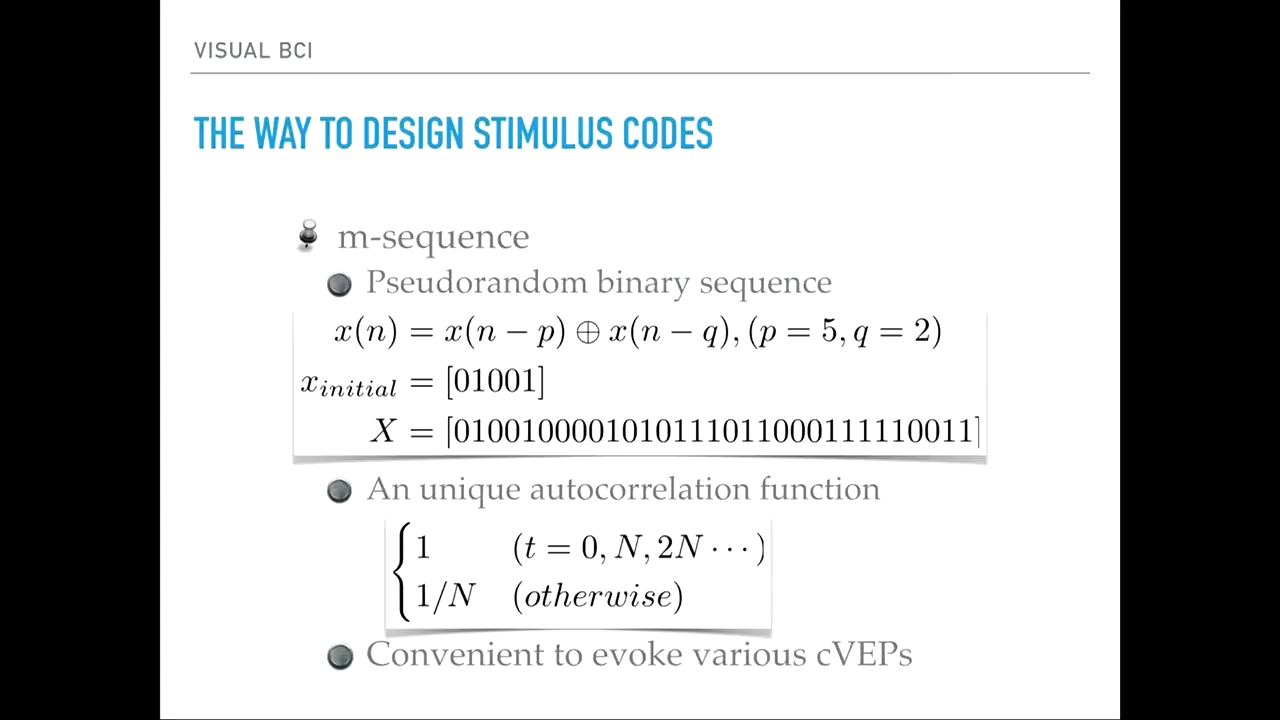 VISUAL BCI
THE WAY TO DESIGN STIMULUS CODES
m-sequence
Pseudorandom binary sequence
x(n) = x(n − p) ⊕ x(n − q), (p = 5, q = 2)
x_initial = [01001]
X = [0100100001010111011000111110011]
An unique autocorrelation function
{1 (t = 0, N, 2N ⋯)
1/N (otherwise)
Convenient to evoke various cVEPs